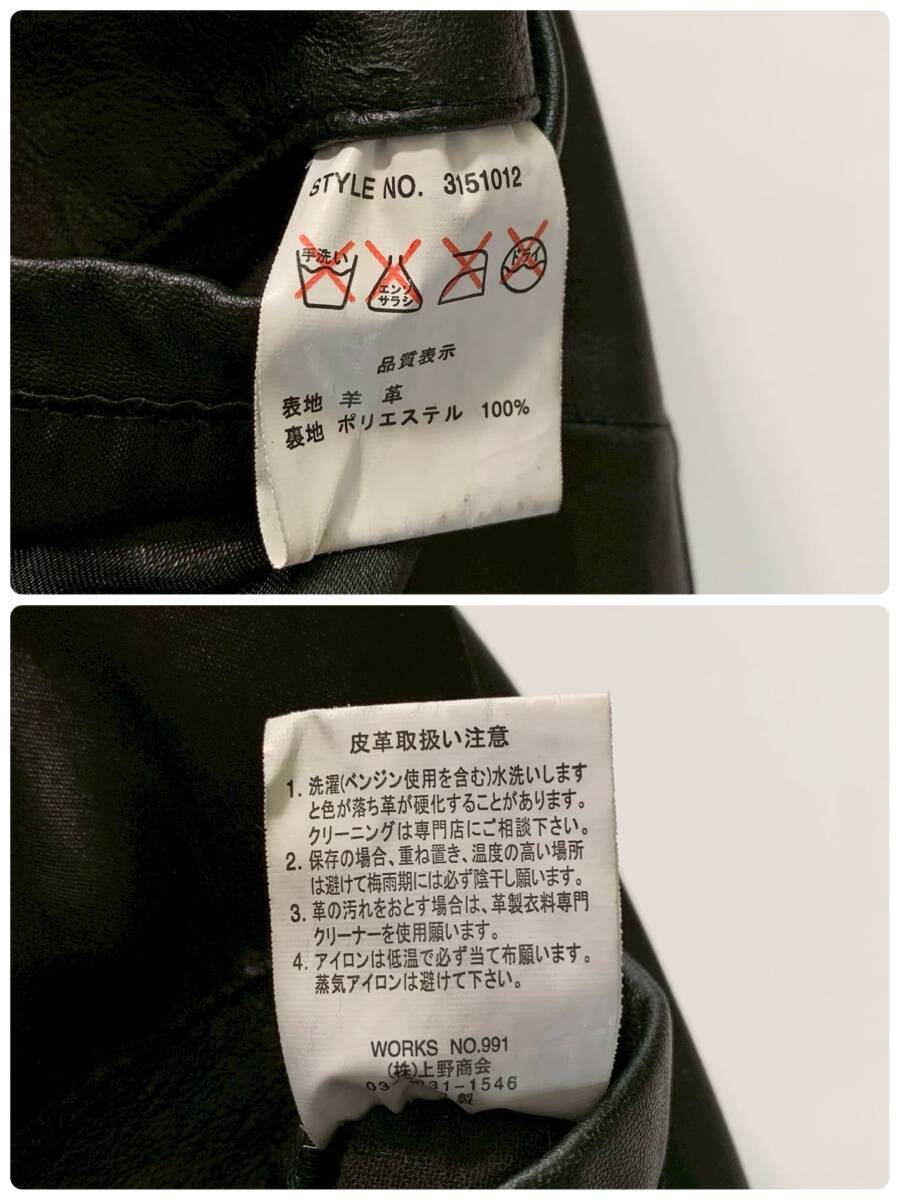 STYLE NO. 3151012
手洗い エンソサラシ ドライ
品質表示
表地 羊 革
裏地 ポリエステル 100%
皮革取扱い注意
1. 洗濯(ベンジン使用を含む)水洗いします
と色が落ち革が硬化することがあります。
クリーニングは専門店にご相談下さい。
2. 保存の場合、重ね置き、温度の高い場所
は避けて梅雨期には必ず陰干し願います。
3. 革の汚れをおとす場合は、革製衣料専門
クリーナーを使用願います。
4. アイロンは低温で必ず当て布願います。
蒸気アイロンは避けて下さい。
WORKS NO.991
(株)上野商会
03 31-1546
製